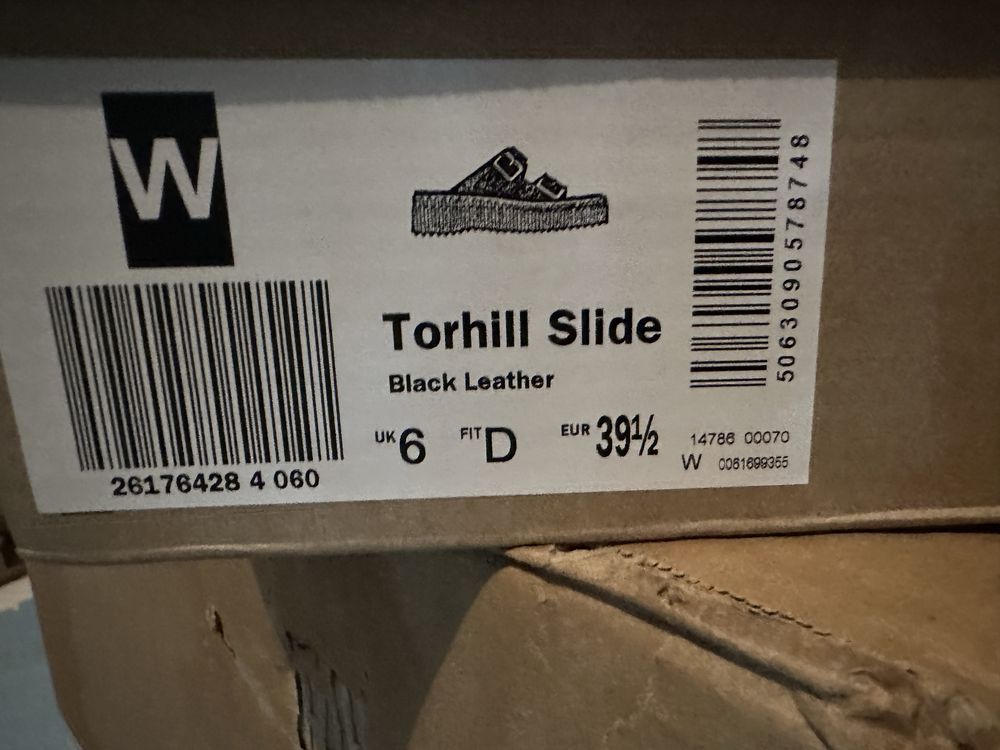 W
Torhill Slide
Black Leather
UK 6 FIT D EUR 39½
26176428 4 060
5063090578748
14786 00070
W 0061699355